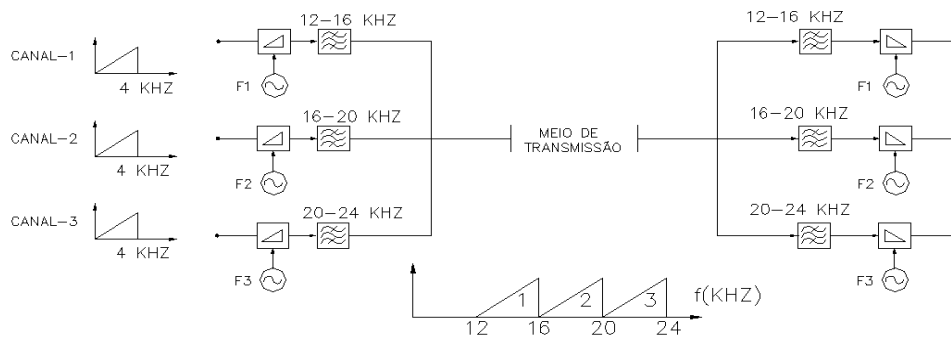 CANAL-1
4 KHZ
12-16 KHZ
F1
CANAL-2
4 KHZ
16-20 KHZ
F2
CANAL-3
4 KHZ
20-24 KHZ
F3
MEIO DE
TRANSMISSÃO
12-16 KHZ
F1
16-20 KHZ
F2
20-24 KHZ
F3
1 2 3 f(KHZ)
12 16 20 24